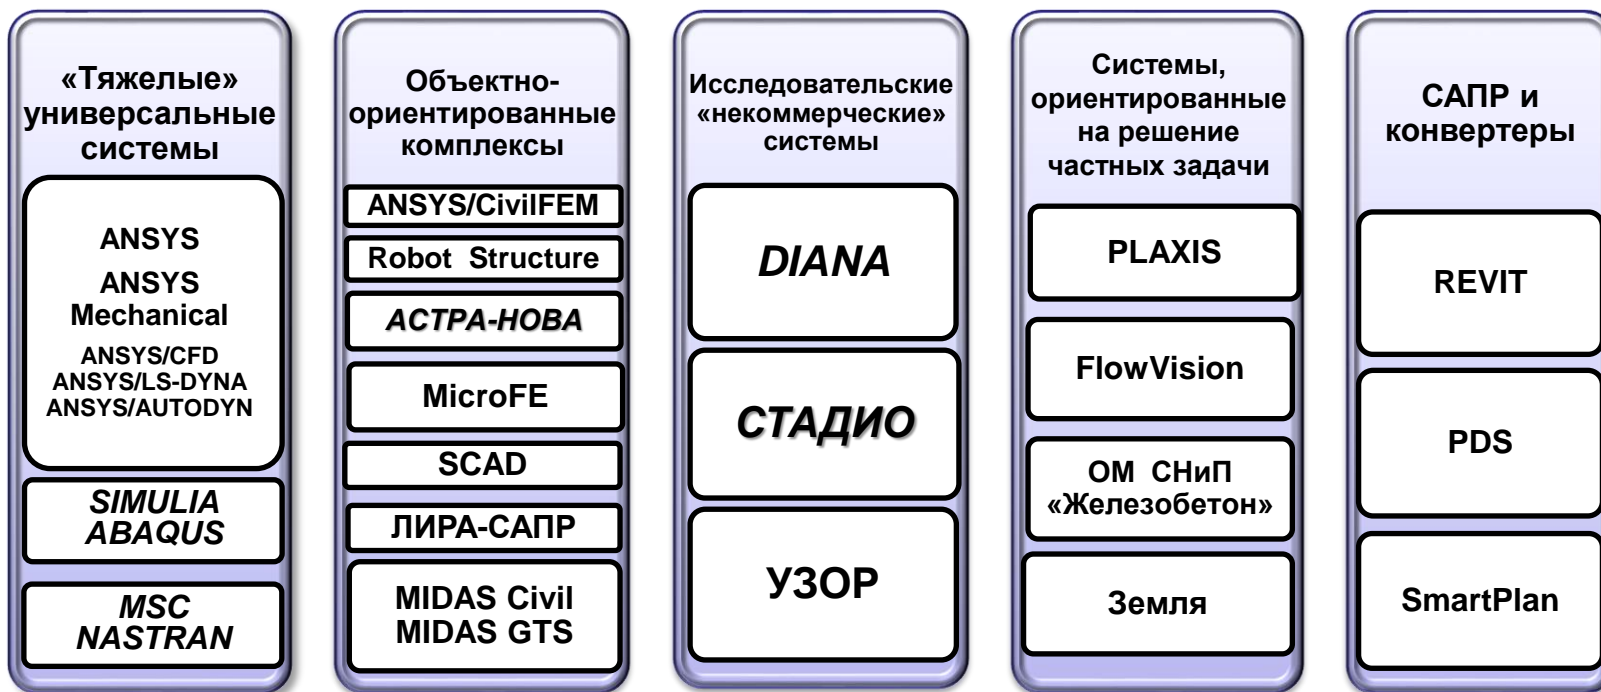 «Тяжелые»
универсальные
системы
ANSYS
ANSYS
Mechanical
ANSYS/CFD
ANSYS/LS-DYNA
ANSYS/AUTODYN
SIMULIA
ABAQUS
MSC
NASTRAN
Объектно-
ориентированные
комплексы
ANSYS/CivilFEM
Robot Structure
АСТРА-НОВА
MicroFE
SCAD
ЛИРА-САПР
MIDAS Civil
MIDAS GTS
Исследовательские
«некоммерческие»
системы
DIANA
СТАДИО
УЗОР
Системы,
ориентированные
на решение
частных задачи
PLAXIS
FlowVision
ОМ СНиП
«Железобетон»
Земля
САПР и
конвертеры
REVIT
PDS
SmartPlan